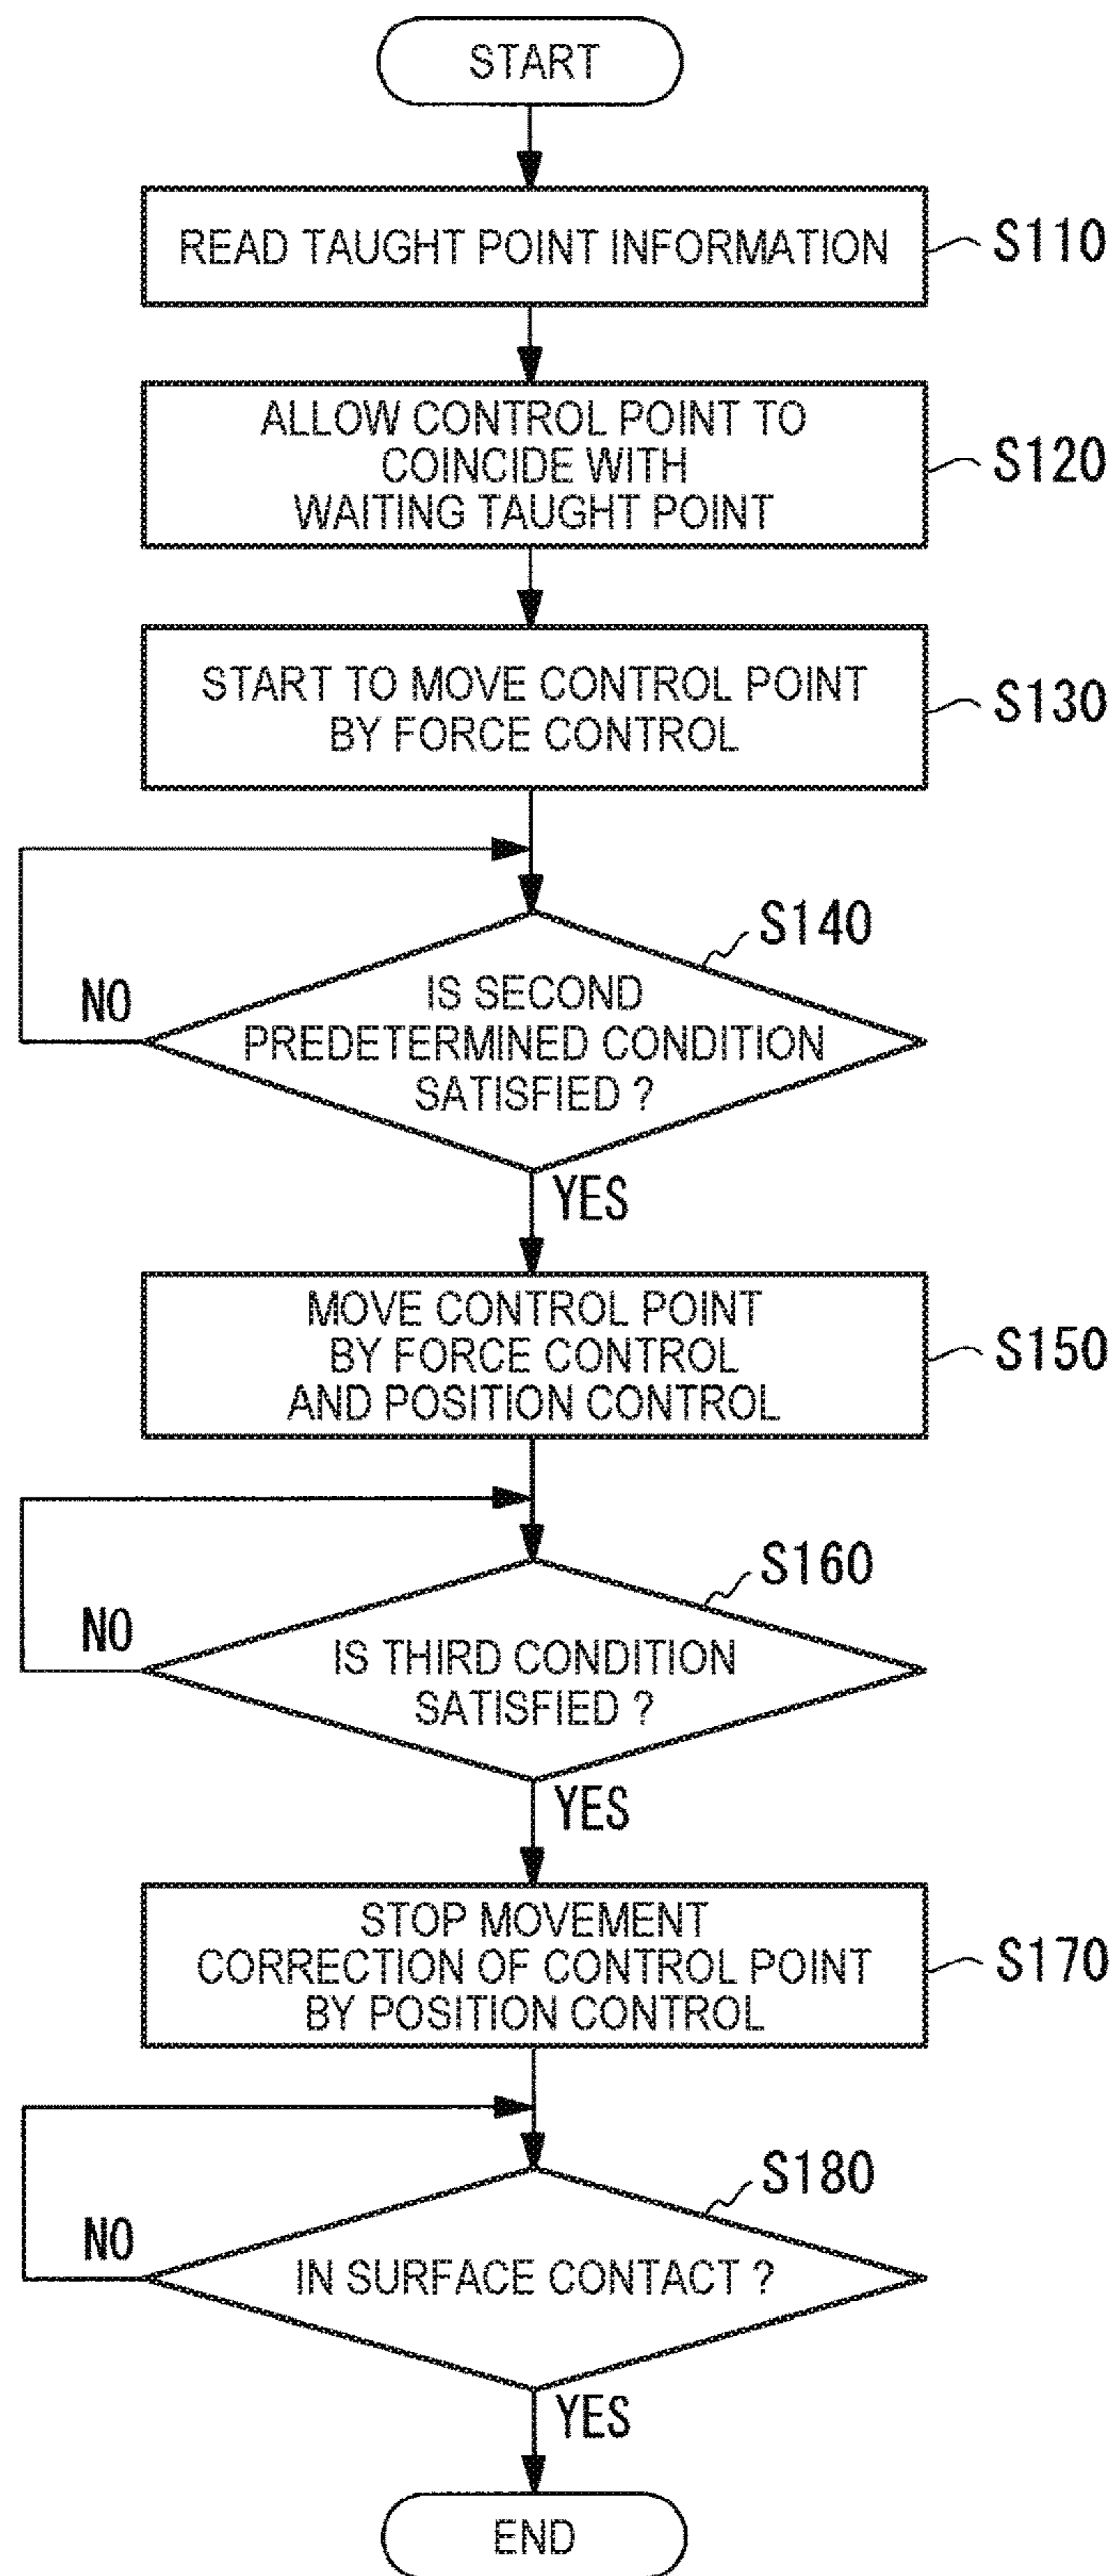 START
READ TAUGHT POINT INFORMATION
S110
ALLOW CONTROL POINT TO
COINCIDE WITH
WAITING TAUGHT POINT
S120
START TO MOVE CONTROL POINT
BY FORCE CONTROL
S130
S140
NO
IS SECOND
PREDETERMINED CONDITION
SATISFIED ?
YES
MOVE CONTROL POINT
BY FORCE CONTROL
AND POSITION CONTROL
S150
S160
NO
IS THIRD CONDITION
SATISFIED ?
YES
STOP MOVEMENT
CORRECTION OF CONTROL POINT
BY POSITION CONTROL
S170
S180
NO
IN SURFACE CONTACT ?
YES
END